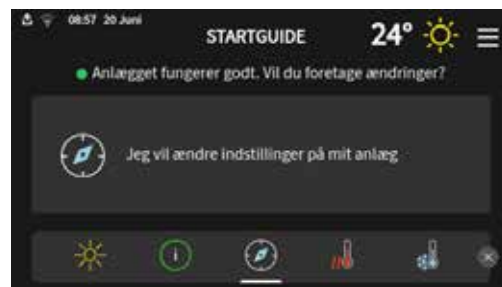 08:57 20 Juni
STARTGUIDE
24°
Anlægget fungerer godt. Vil du foretage ændringer?
Jeg vil ændre indstillinger på mit anlæg
i